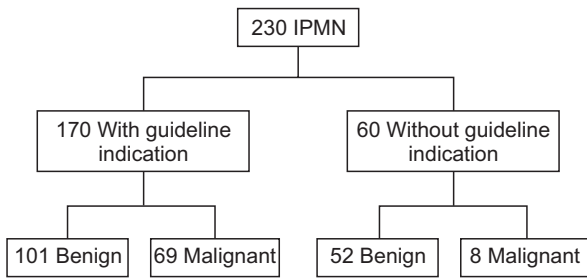 230 IPMN
170 With guideline
indication
60 Without guideline
indication
101 Benign
69 Malignant
52 Benign
8 Malignant